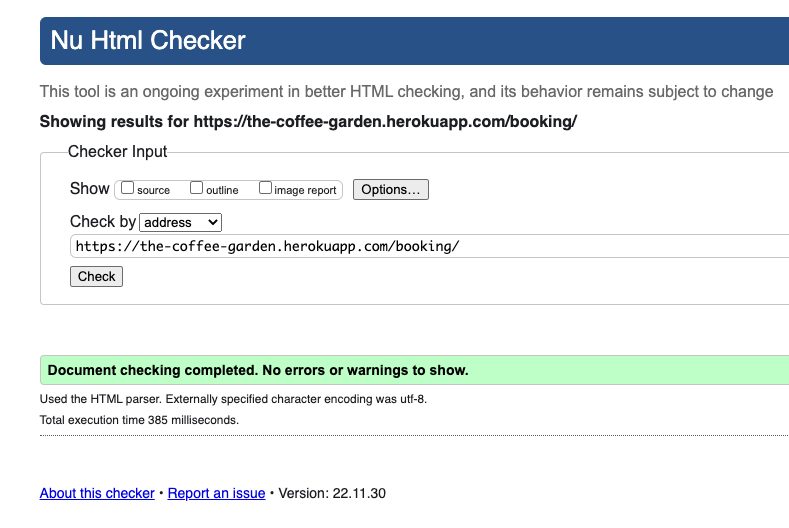 Nu Html Checker
This tool is an ongoing experiment in better HTML checking, and its behavior remains subject to change
Showing results for https://the-coffee-garden.herokuapp.com/booking/
Checker Input
Show source outline image report Options...
Check by address
https://the-coffee-garden.herokuapp.com/booking/
Check
Document checking completed. No errors or warnings to show.
Used the HTML parser. Externally specified character encoding was utf-8.
Total execution time 385 milliseconds.
About this checker • Report an issue • Version: 22.11.30